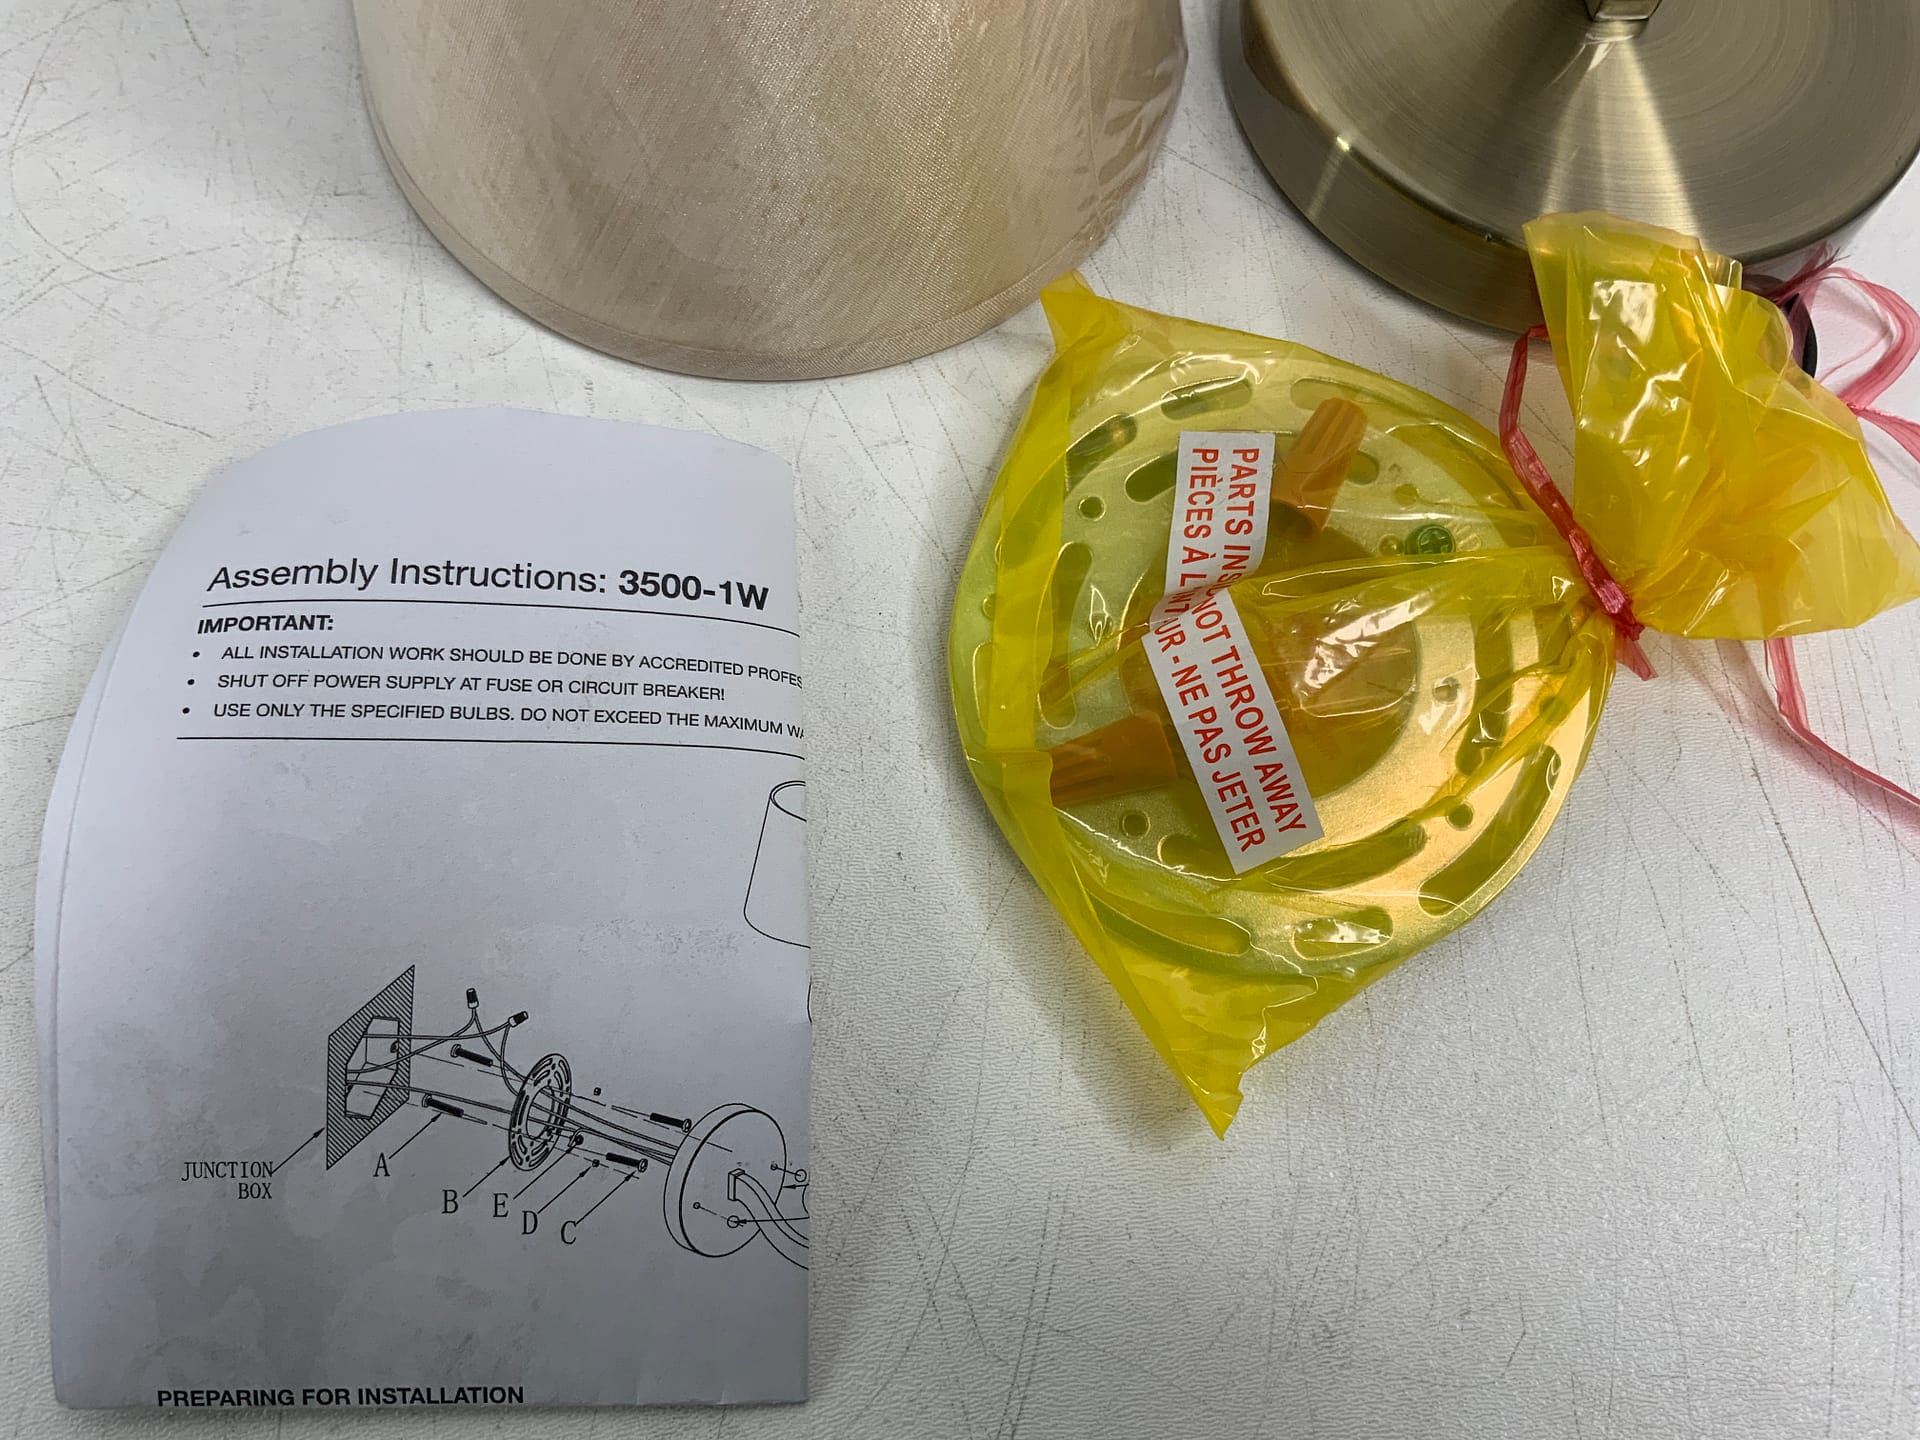 Assembly Instructions: 3500-1W
IMPORTANT:
• ALL INSTALLATION WORK SHOULD BE DONE BY ACCREDITED
• SHUT OFF POWER SUPPLY AT FUSE OR CIRCUIT BREAKER!
• USE ONLY THE SPECIFIED BULBS. DO NOT EXCEED THE MAXIMUM
JUNCTION
BOX
A
B
E
D
C
PREPARING FOR INSTALLATION
PARTS
NOT THROW AWAY
PIÈCES À
- NE PAS JETER